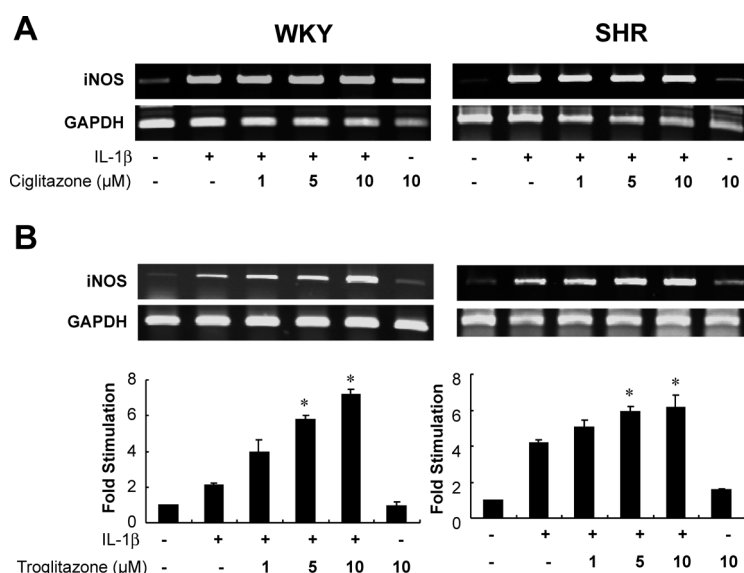 A
WKY SHR
iNOS
GAPDH
IL-1β - + + + + - - + + + + -
Ciglitazone (μM) - - 1 5 10 10 - - 1 5 10 10
B
iNOS
GAPDH
8 8
* * * *
6 6
4 4
2 2
0 0
Fold Stimulation Fold Stimulation
IL-1β - + + + + - - + + + + -
Troglitazone (μM) - - 1 5 10 10 - - 1 5 10 10